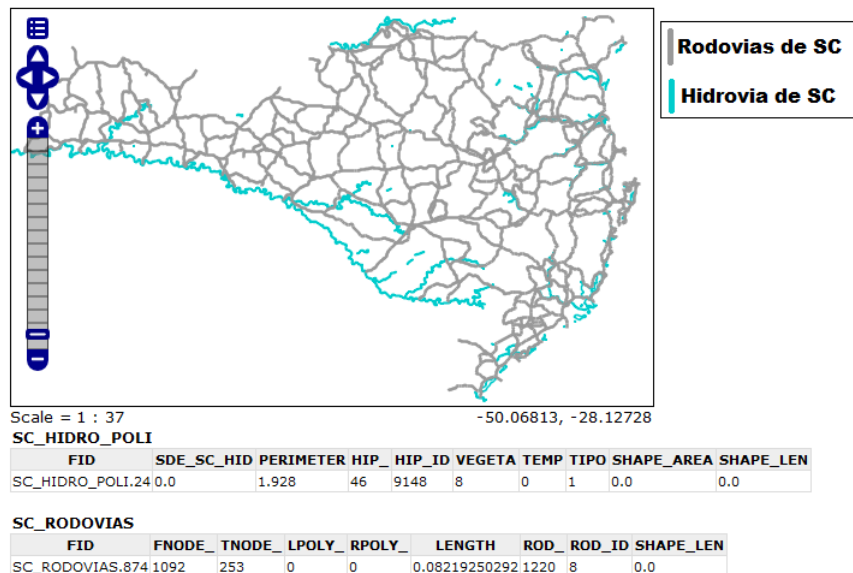 Rodovias de SC
Hidrovia de SC
Scale = 1 : 37
-50.06813, -28.12728
SC_HIDRO_POLI
FID SDE_SC_HID PERIMETER HIP_ HIP_ID VEGETA TEMP TIPO SHAPE_AREA SHAPE_LEN
SC_HIDRO_POLI.24 0.0 1.928 46 9148 8 0 1 0.0 0.0
SC_RODOVIAS
FID FNODE_ TNODE_ LPOLY_ RPOLY_ LENGTH ROD_ ROD_ID SHAPE_LEN
SC_RODOVIAS.874 1092 253 0 0 0.08219250292 1220 8 0.0